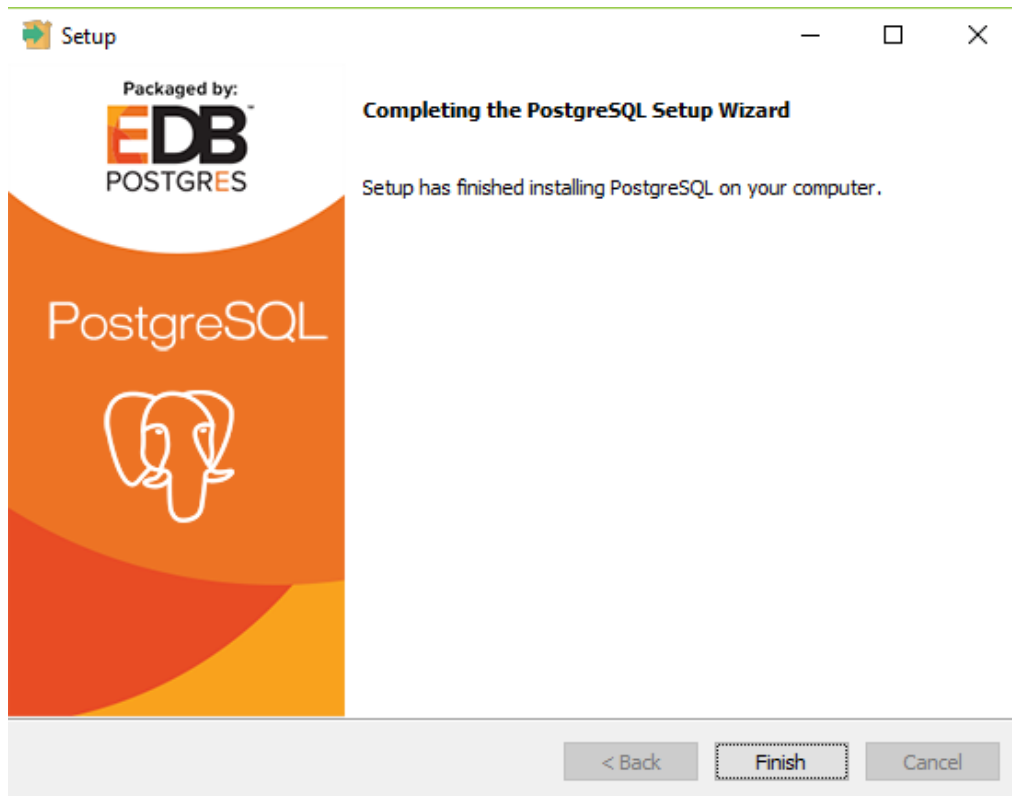 Setup
Packaged by:
EDB™
POSTGRES
PostgreSQL
Completing the PostgreSQL Setup Wizard
Setup has finished installing PostgreSQL on your computer.
< Back
Finish
Cancel